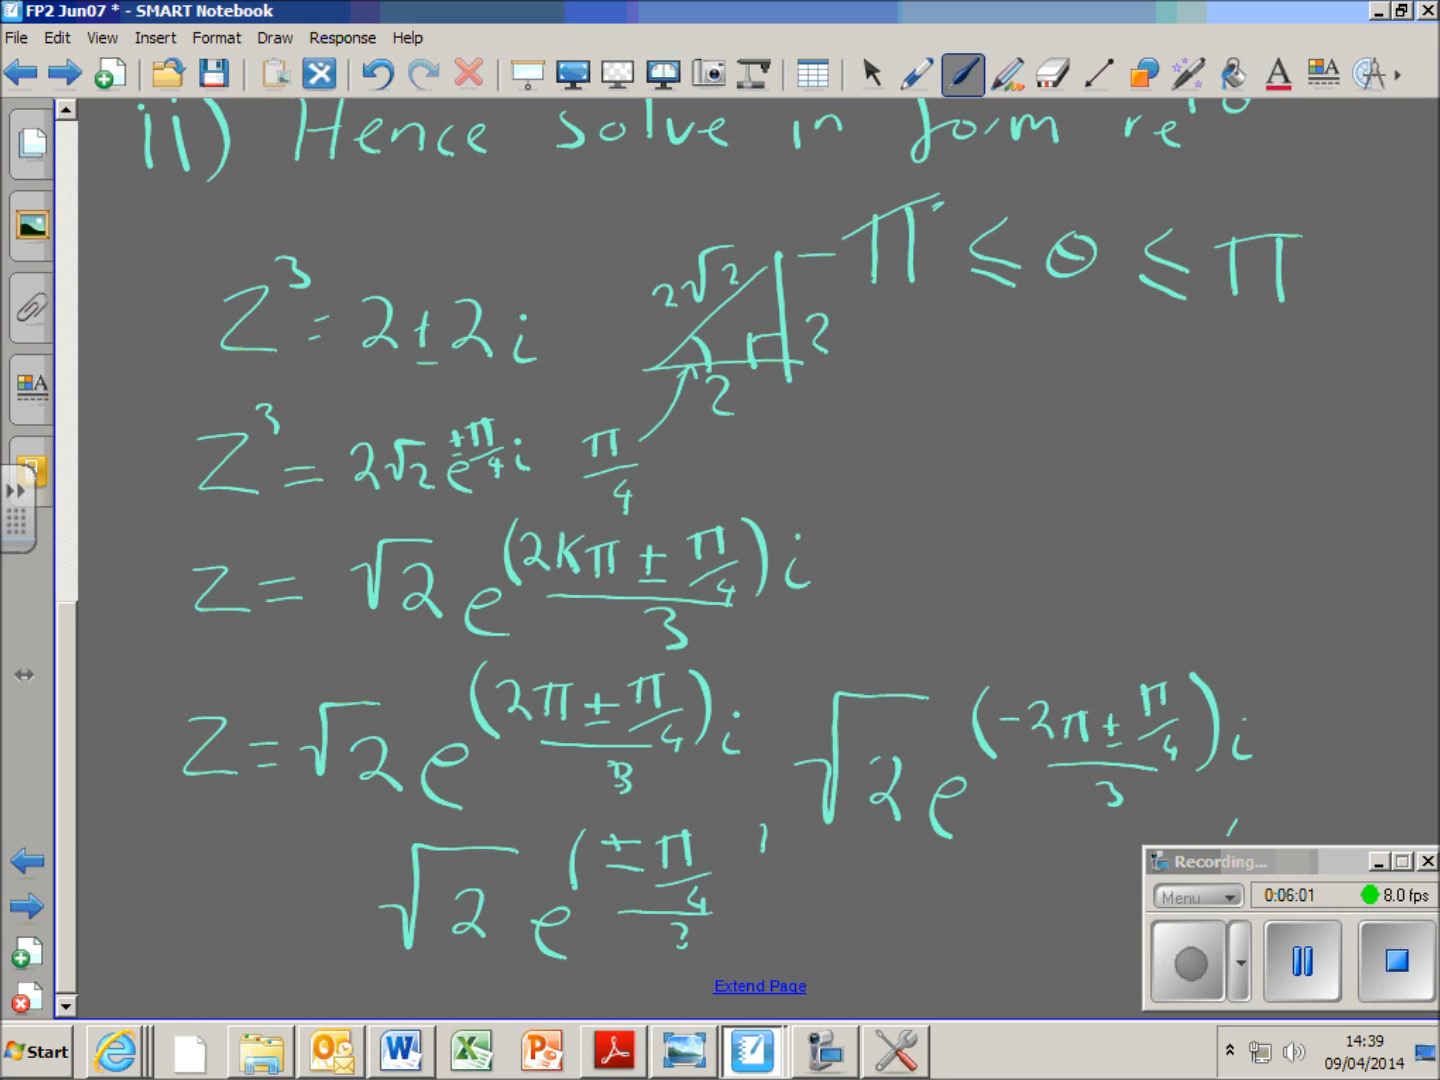 FP2 Jun07 * - SMART Notebook
File Edit View Insert Format Draw Response Help
ii) Hence solve in form re^iθ
-π ≤ θ ≤ π
Z³ = 2 ± 2i
2√2
2
2
Z³ = 2√2 e^(±π/4 i)
π/4
Z = √2 e^((2Kπ ± π/4)/3)i
Z = √2 e^((2π ± π/4)/3)i √2 e^((-2π ± π/4)/3)i
√2 e^((±π/4)/3
Extend Page
Recording...
Menu 0:06:01 8.0 fps
Start
14:39
09/04/2014